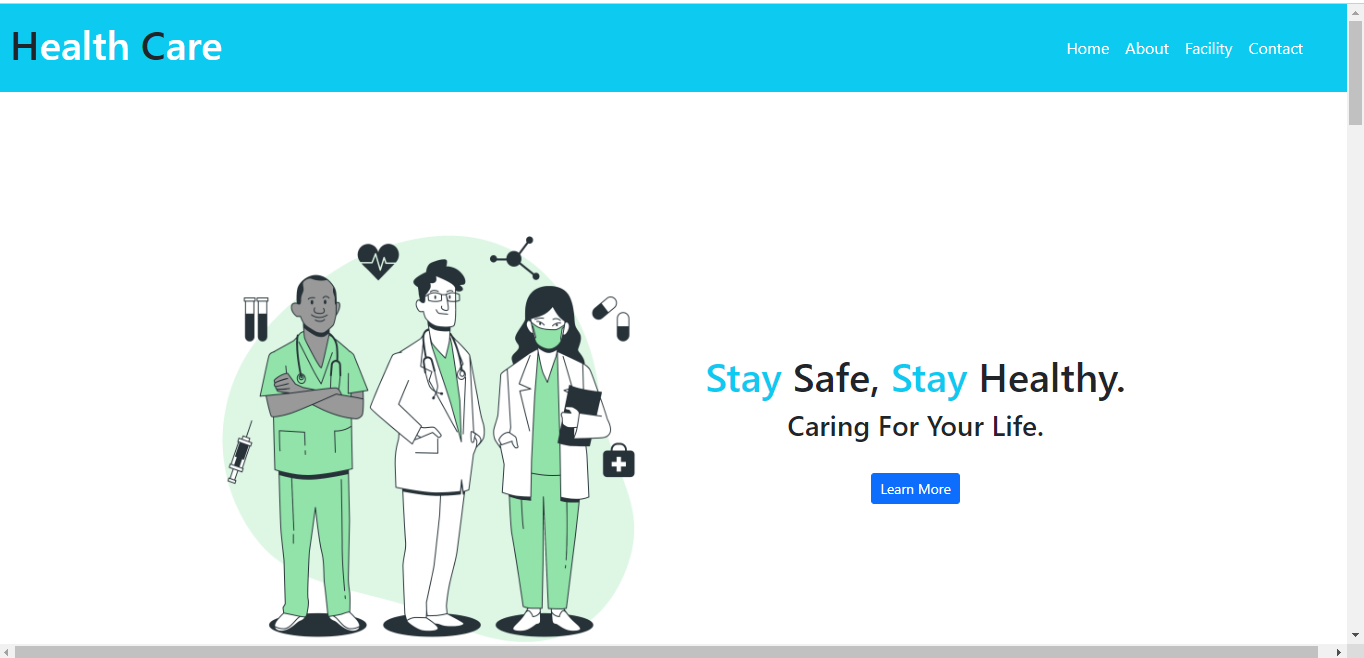 Health Care
Home About Facility Contact
Stay Safe, Stay Healthy.
Caring For Your Life.
Learn More